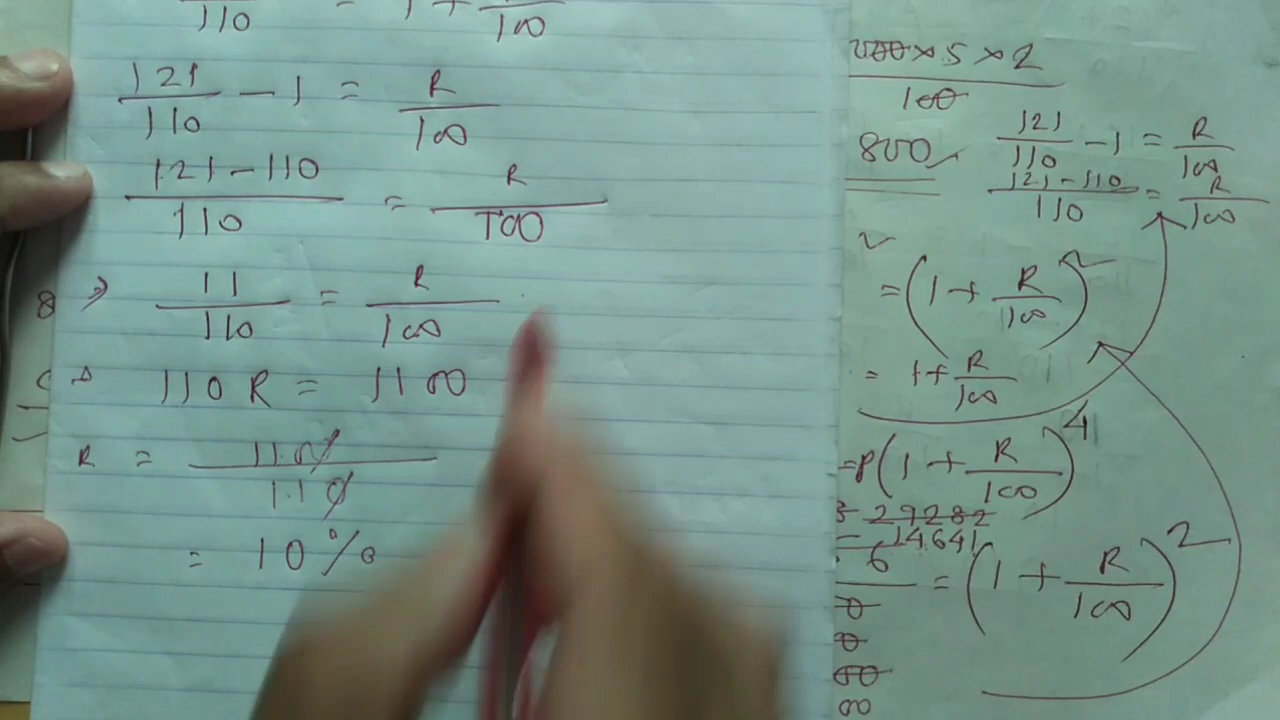 110 = 1 + /100
121/110 - 1 = R/100
121-110/110 = R/100
⇒ 11/110 = R/100
110 R = 1100
R = 1100/110
= 10%
× 5 × 2/100
800
121/110 - 1 = R/100
121-110/110 = R/100
= (1 + R/100)^2
= 1 + R/100
= P(1 + R/100)^4
29282
14641
6 = (1 + R/100)^2